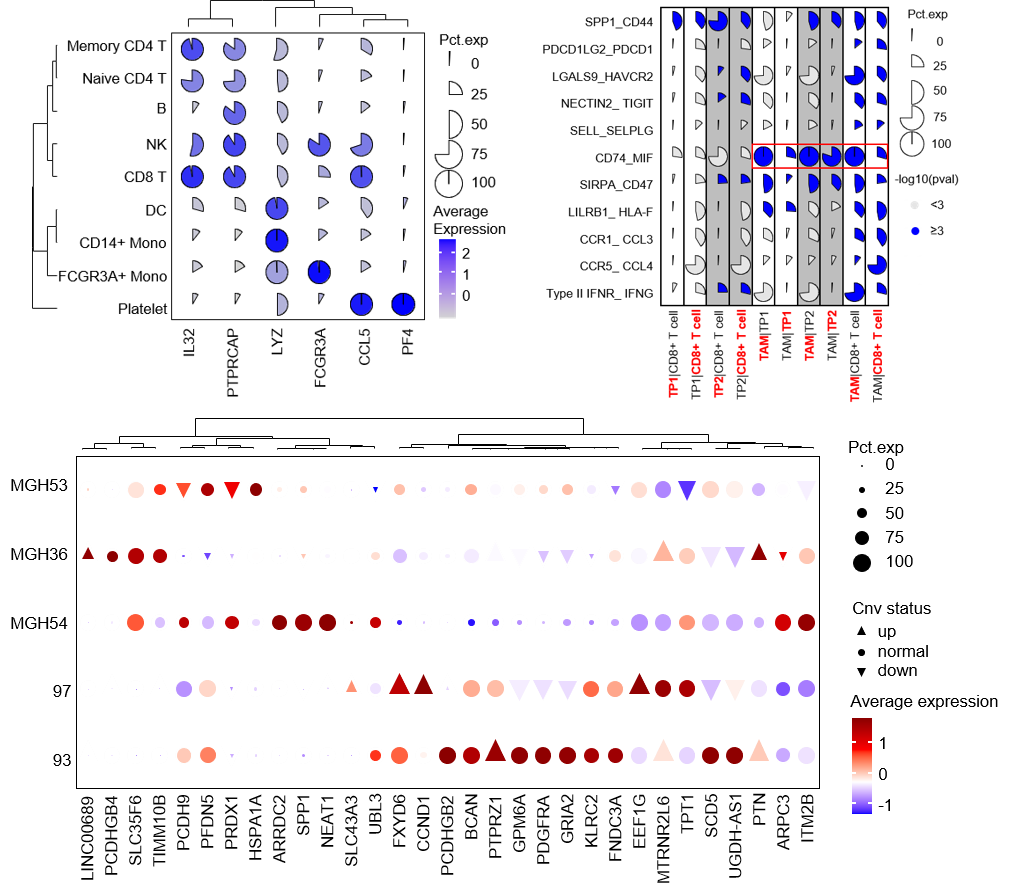 Memory CD4 T
Naive CD4 T
B
NK
CD8 T
DC
CD14+ Mono
FCGR3A+ Mono
Platelet
IL32
PTPRCAP
LYZ
FCGR3A
CCL5
PF4
Pct.exp
0
25
50
75
100
Average
Expression
2
1
0
SPP1_CD44
PDCD1LG2_PDCD1
LGALS9_HAVCR2
NECTIN2_ TIGIT
SELL_SELPLG
CD74_MIF
SIRPA_CD47
LILRB1_ HLA-F
CCR1_ CCL3
CCR5_ CCL4
Type II IFNR_ IFNG
TP1|CD8+ T cell
TP1|CD8+ T cell
TP2|CD8+ T cell
TP2|CD8+ T cell
TAM|TP1
TAM|TP1
TAM|TP2
TAM|TP2
TAM|CD8+ T cell
TAM|CD8+ T cell
Pct.exp
0
25
50
75
100
-log10(pval)
<3
≥3
MGH53
MGH36
MGH54
97
93
LINC00689
PCDHGB4
SLC35F6
TIMM10B
PCDH9
PFDN5
PRDX1
HSPA1A
ARRDC2
SPP1
NEAT1
SLC43A3
UBL3
FXYD6
CCND1
PCDHGB2
BCAN
PTPRZ1
GPM6A
PDGFRA
GRIA2
KLRC2
FNDC3A
EEF1G
MTRNR2L6
TPT1
SCD5
UGDH-AS1
PTN
ARPC3
ITM2B
Pct.exp
0
25
50
75
100
Cnv status
up
normal
down
Average expression
1
0
-1